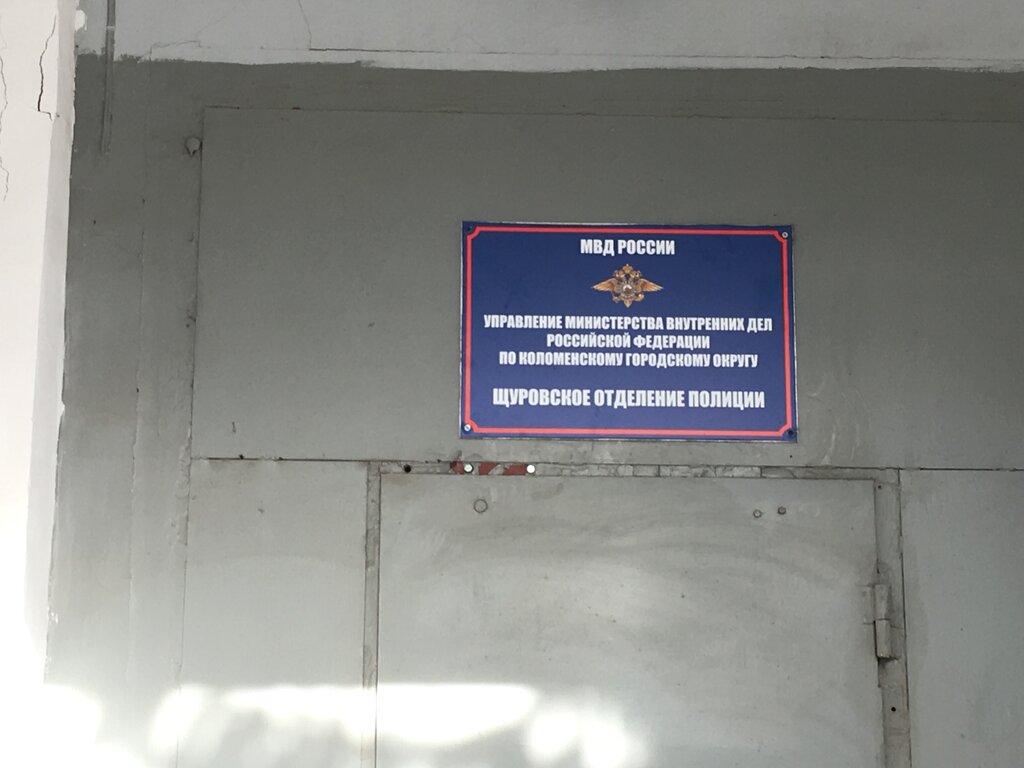 МВД РОССИИ
УПРАВЛЕНИЕ МИНИСТЕРСТВА ВНУТРЕННИХ ДЕЛ
РОССИЙСКОЙ ФЕДЕРАЦИИ
ПО КОЛОМЕНСКОМУ ГОРОДСКОМУ ОКРУГУ
ЩУРОВСКОЕ ОТДЕЛЕНИЕ ПОЛИЦИИ